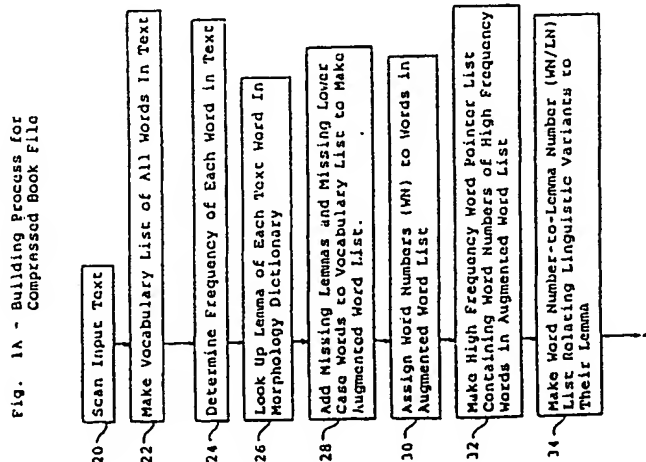 Fig. 1A - Building Process for
Compressed Book File
20
Scan Input Text
22
Make Vocabulary List of All Words In Text
24
Determine Frequency of Each Word in Text
26
Look Up Lemma of Each Text Word In
Morphology Dictionary
28
Add Missing Lemmas and Missing Lower
Case Words to Vocabulary List to Make
Augmented Word List.
30
Assign Word Numbers (WN) to Words in
Augmented Word List
32
Make High Frequency Word Pointer List
Containing Word Numbers of High Frequency
Words in Augmented Word List
34
Make Word Number-to-Lemma Number (WN/LN)
List Relating Linguistic Variants to
Their Lemma